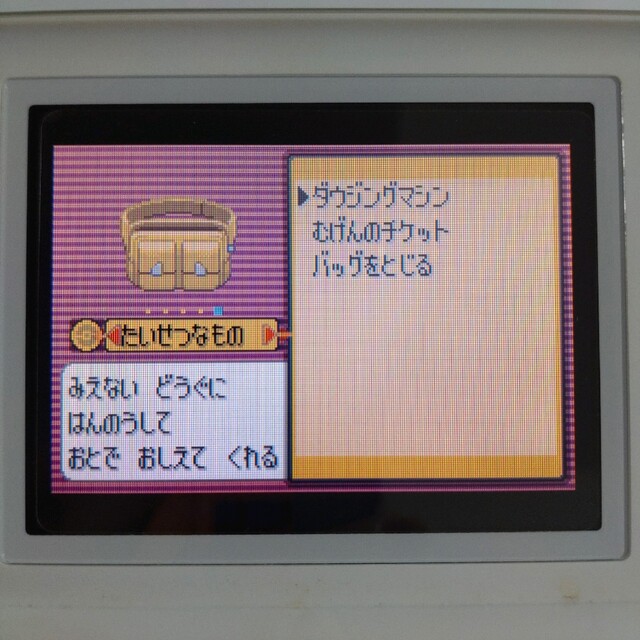 ダウジングマシン
むげんのチケット
バッグをとじる
たいせつなもの
みえない どうぐに
はんのうして
おとで おしえて くれる